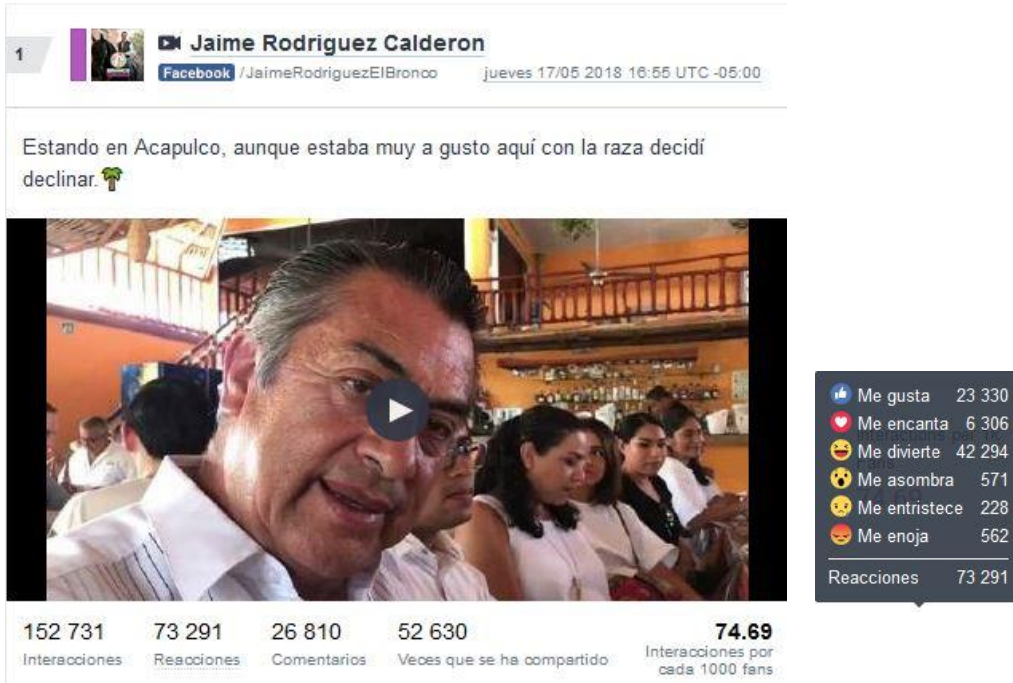 1
Jaime Rodriguez Calderon
Facebook /JaimeRodriguezElBronco jueves 17/05 2018 16:55 UTC -05:00
Estando en Acapulco, aunque estaba muy a gusto aquí con la raza decidí
declinar.🌴
152 731 73 291 26 810 52 630 74.69
Interacciones Reacciones Comentarios Veces que se ha compartido Interacciones por
cada 1000 fans
Me gusta 23 330
Me encanta 6 306
Me divierte 42 294
Me asombra 571
Me entristece 228
Me enoja 562
Reacciones 73 291